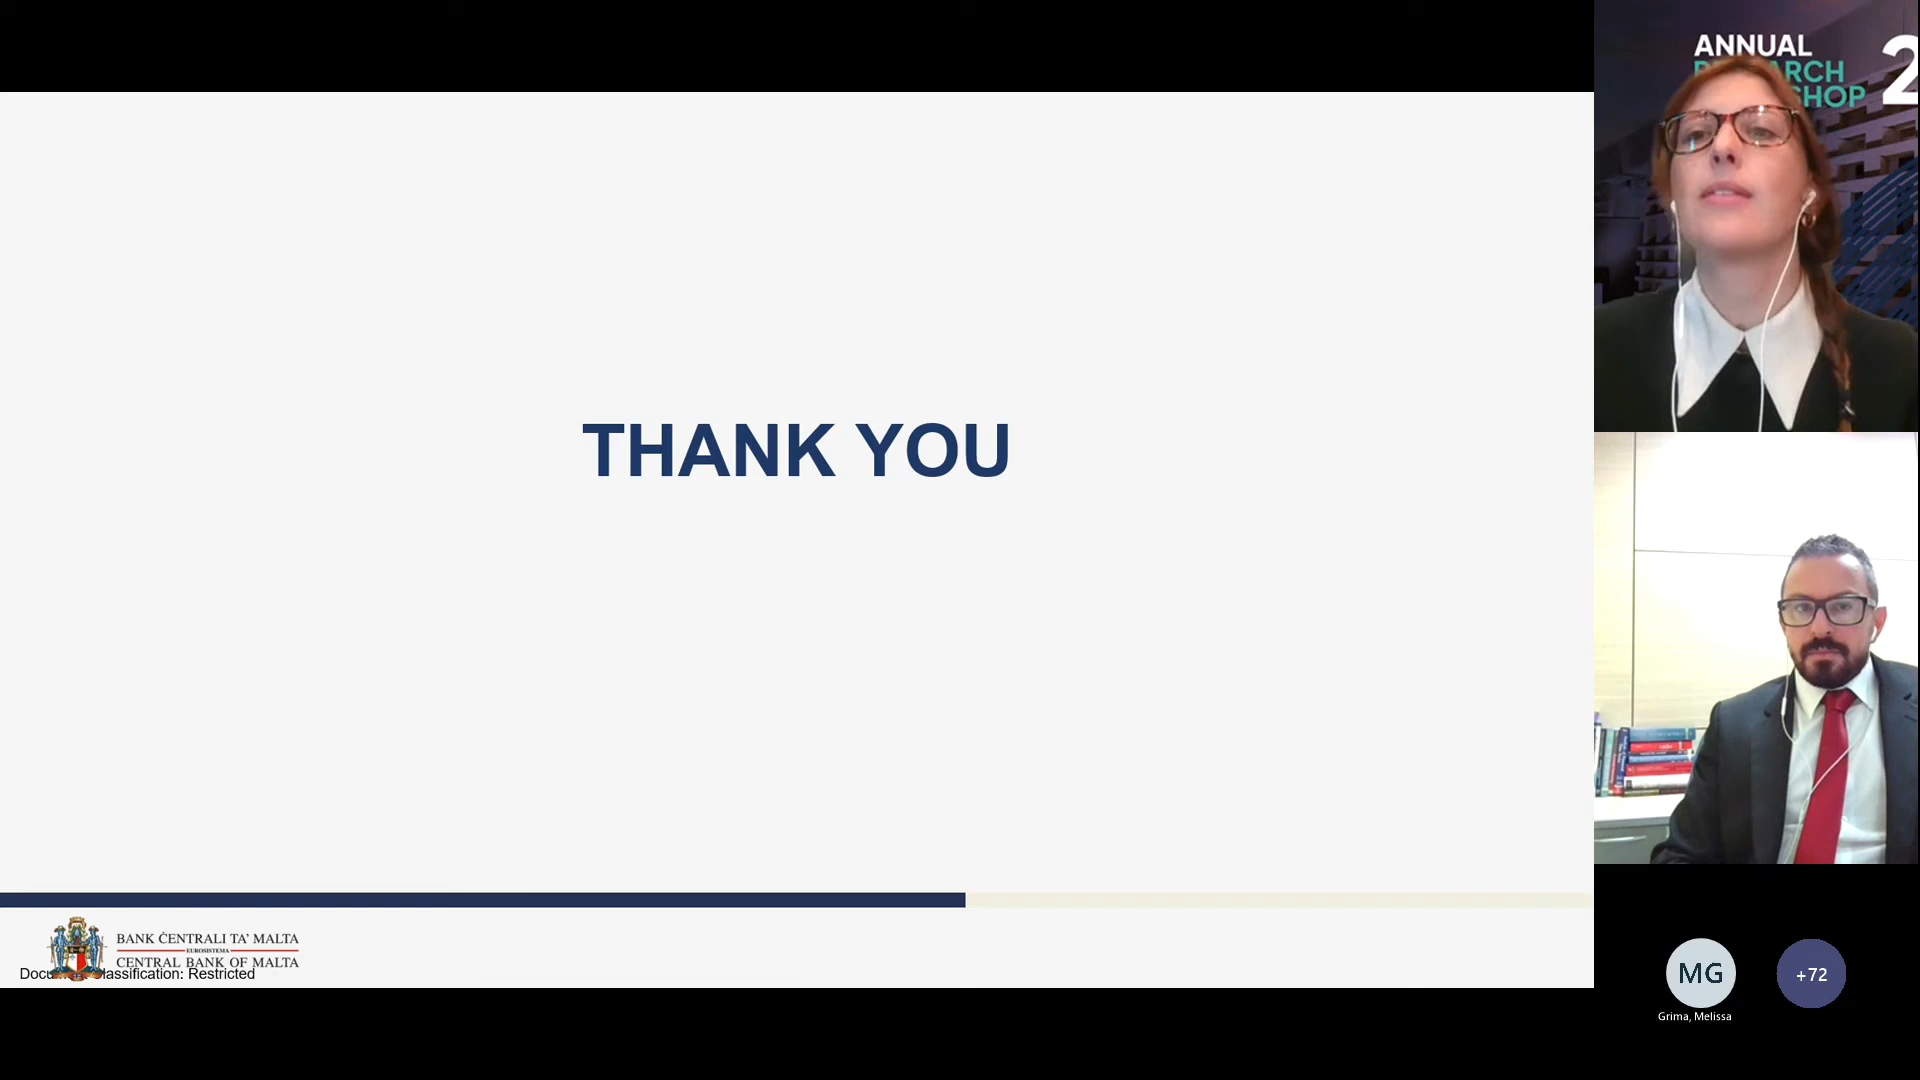 THANK YOU
BANK ĊENTRALI TA' MALTA
EUROSISTEMA
CENTRAL BANK OF MALTA
Classification: Restricted
ANNUAL
2
MG
+72
Grima, Melissa